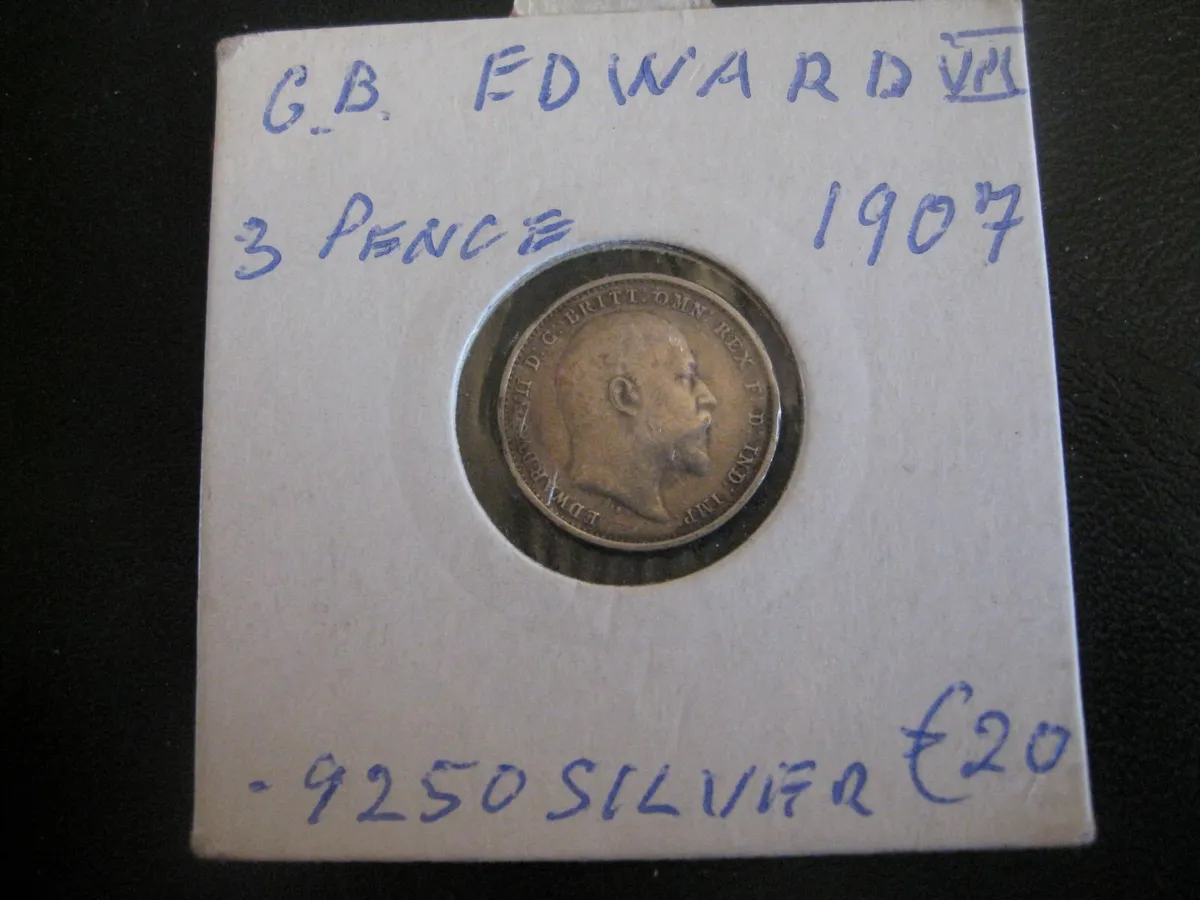 G.B. EDWARD VII
3 PENCE 1907
EDWARDVS VII D: G: BRITT: OMN: REX F: D: IND: IMP:
.9250 SILVER €20